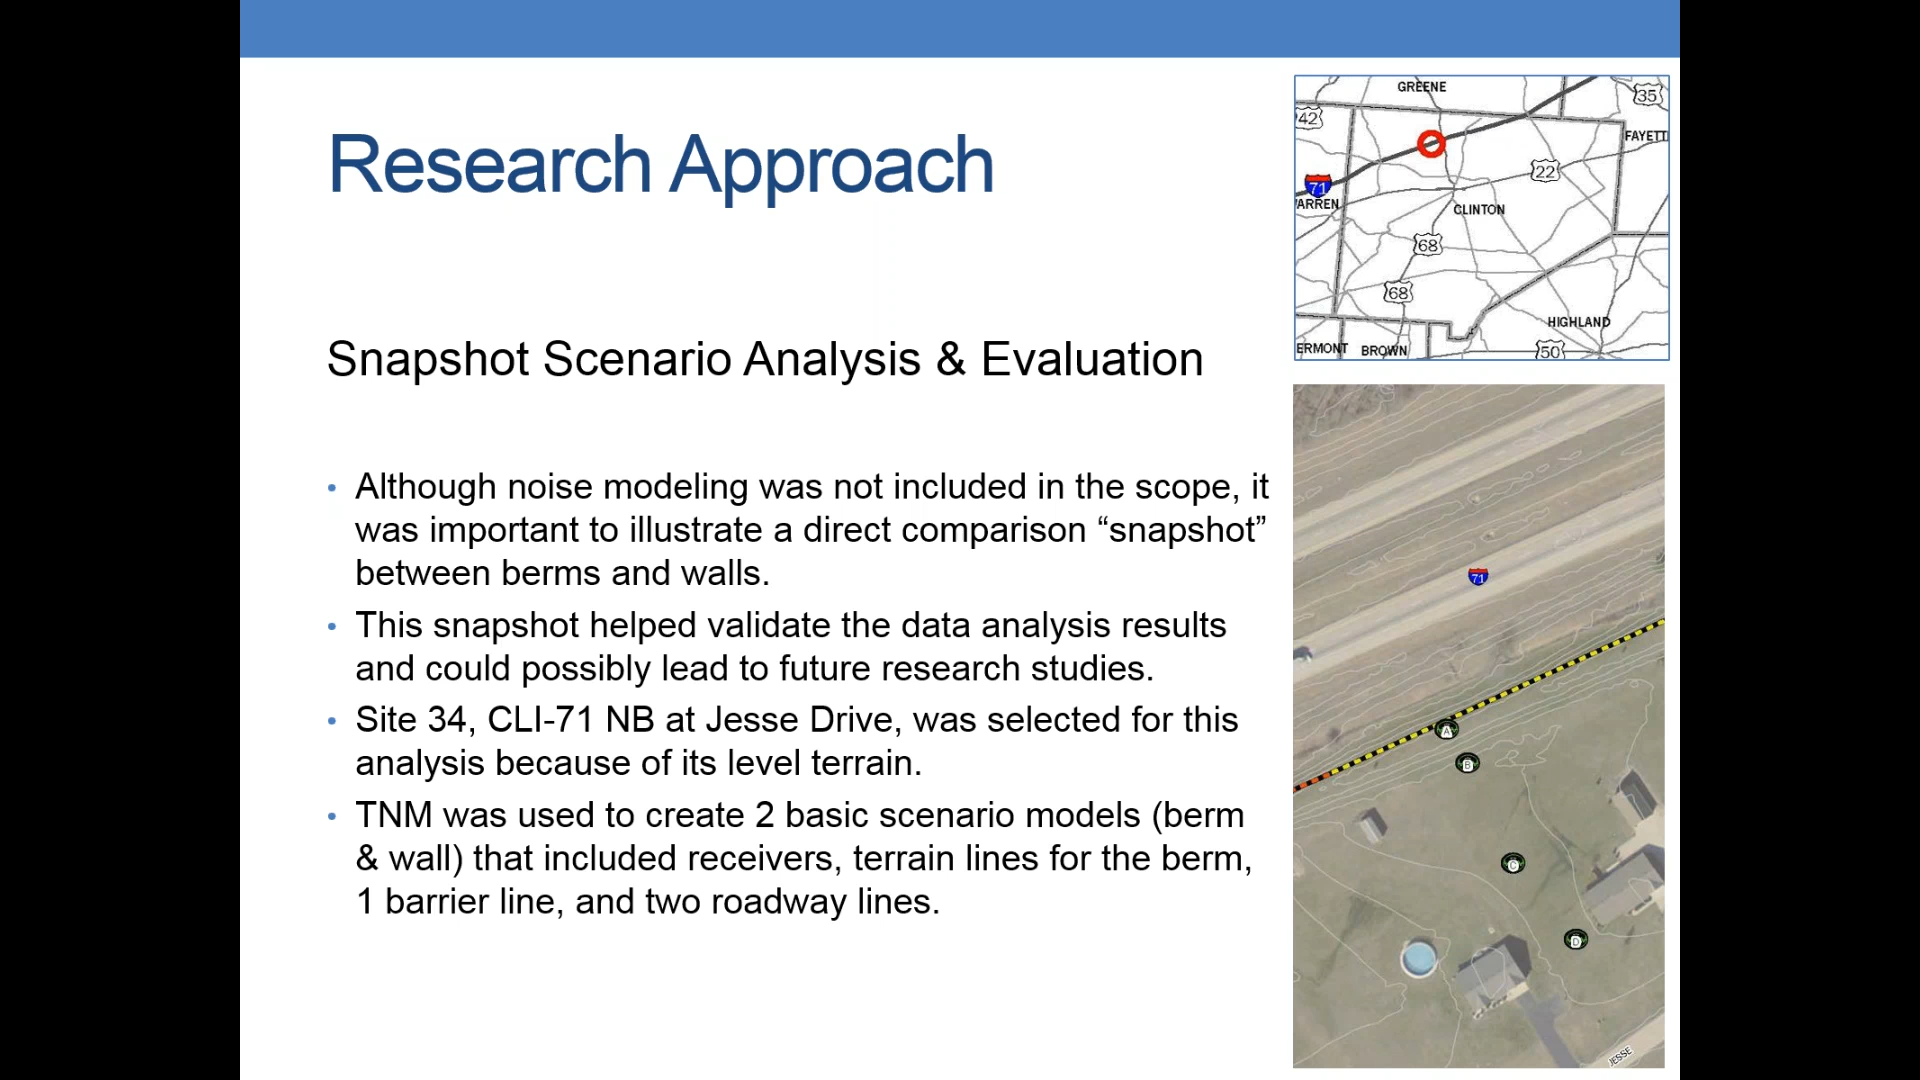 Research Approach
Snapshot Scenario Analysis & Evaluation
• Although noise modeling was not included in the scope, it
was important to illustrate a direct comparison “snapshot”
between berms and walls.
• This snapshot helped validate the data analysis results
and could possibly lead to future research studies.
• Site 34, CLI-71 NB at Jesse Drive, was selected for this
analysis because of its level terrain.
• TNM was used to create 2 basic scenario models (berm
& wall) that included receivers, terrain lines for the berm,
1 barrier line, and two roadway lines.
GREENE
35
42
FAYETT
22
71
ARREN
CLINTON
68
68
HIGHLAND
ERMONT
BROWN
50
71
A
B
C
D
JESSE